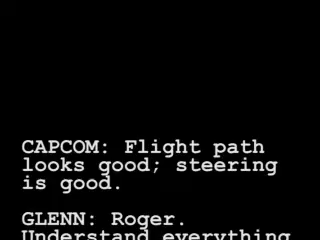 CAPCOM: Flight path
looks good; steering
is good.
GLENN: Roger.
Understand everything